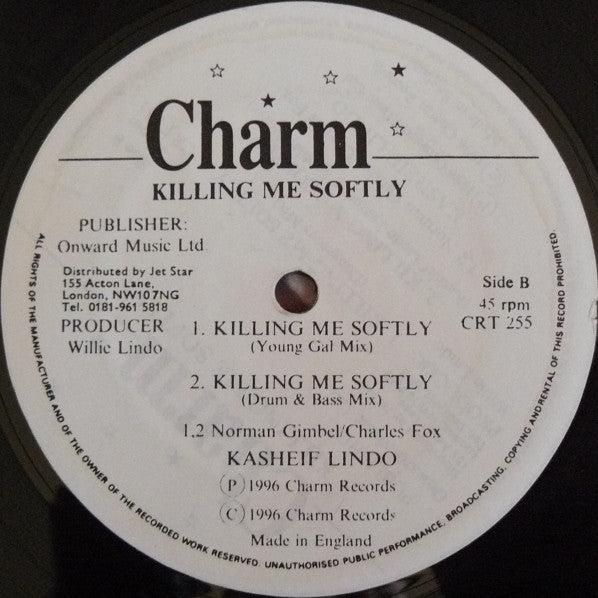 Charm
KILLING ME SOFTLY
PUBLISHER:
Onward Music Ltd.
Distributed by Jet Star
155 Acton Lane,
London, NW107NG
Tel. 0181-961 5818
PRODUCER
Willie Lindo
Side B
45 rpm
CRT 255
1. KILLING ME SOFTLY
(Young Gal Mix)
2. KILLING ME SOFTLY
(Drum & Bass Mix)
1,2 Norman Gimbel/Charles Fox
KASHEIF LINDO
(P) 1996 Charm Records
(C) 1996 Charm Records
Made in England
ALL RIGHTS OF THE MANUFACTURER AND OF THE OWNER OF THE RECORDED WORK RESERVED. UNAUTHORISED PUBLIC PERFORMANCE, BROADCASTING, COPYING AND RENTAL OF THIS RECORD PROHIBITED.